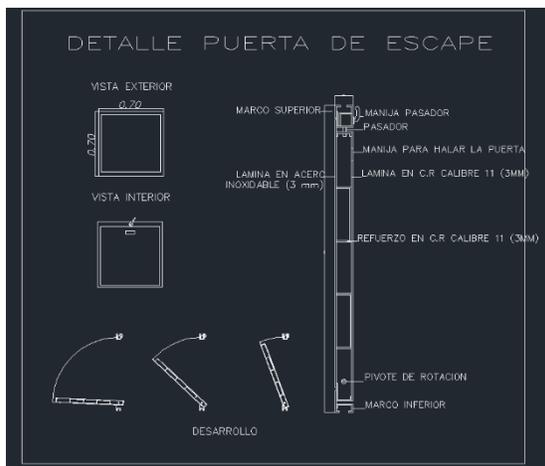 DETALLE PUERTA DE ESCAPE
VISTA EXTERIOR
0.70
0.70
VISTA INTERIOR
MARCO SUPERIOR
MANIJA PASADOR
PASADOR
MANIJA PARA HALAR LA PUERTA
LAMINA EN ACERO
INOXIDABLE (3 mm)
LAMINA EN C.R CALIBRE 11 (3MM)
REFUERZO EN C.R CALIBRE 11 (3MM)
PIVOTE DE ROTACION
MARCO INFERIOR
DESARROLLO